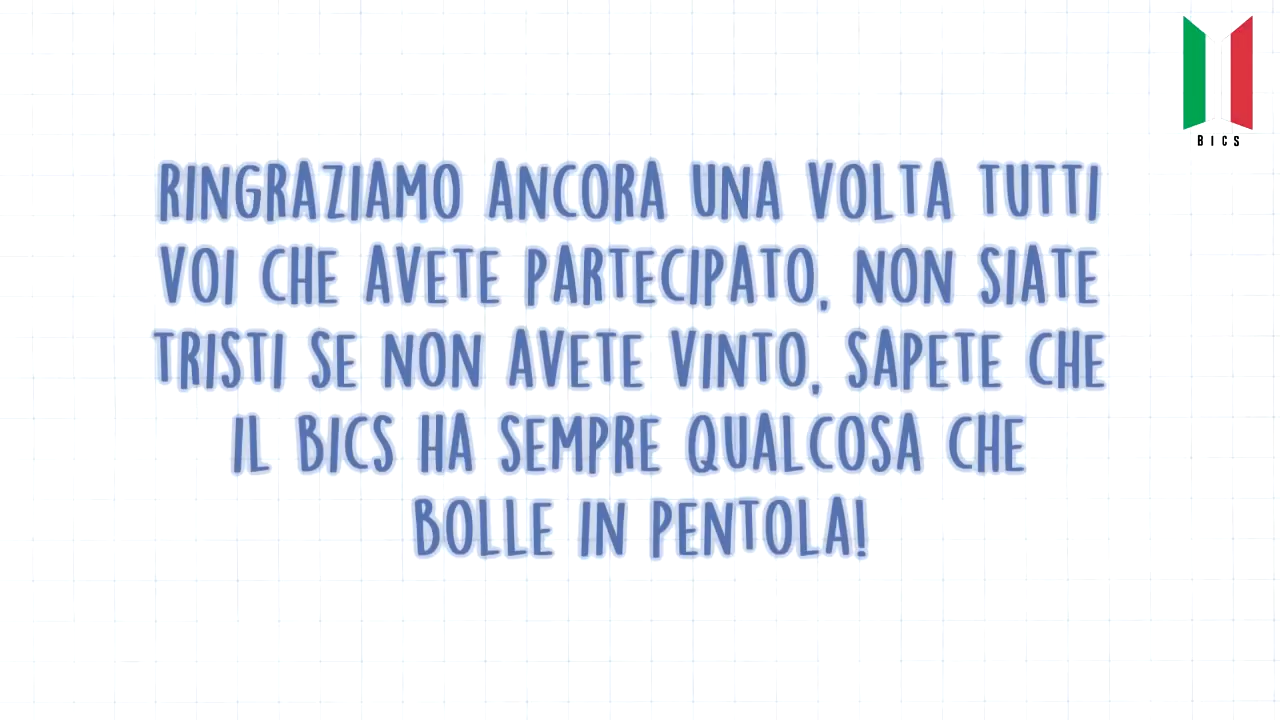 BICS
RINGRAZIAMO ANCORA UNA VOLTA TUTTI
VOI CHE AVETE PARTECIPATO, NON SIATE
TRISTI SE NON AVETE VINTO, SAPETE CHE
IL BICS HA SEMPRE QUALCOSA CHE
BOLLE IN PENTOLA!